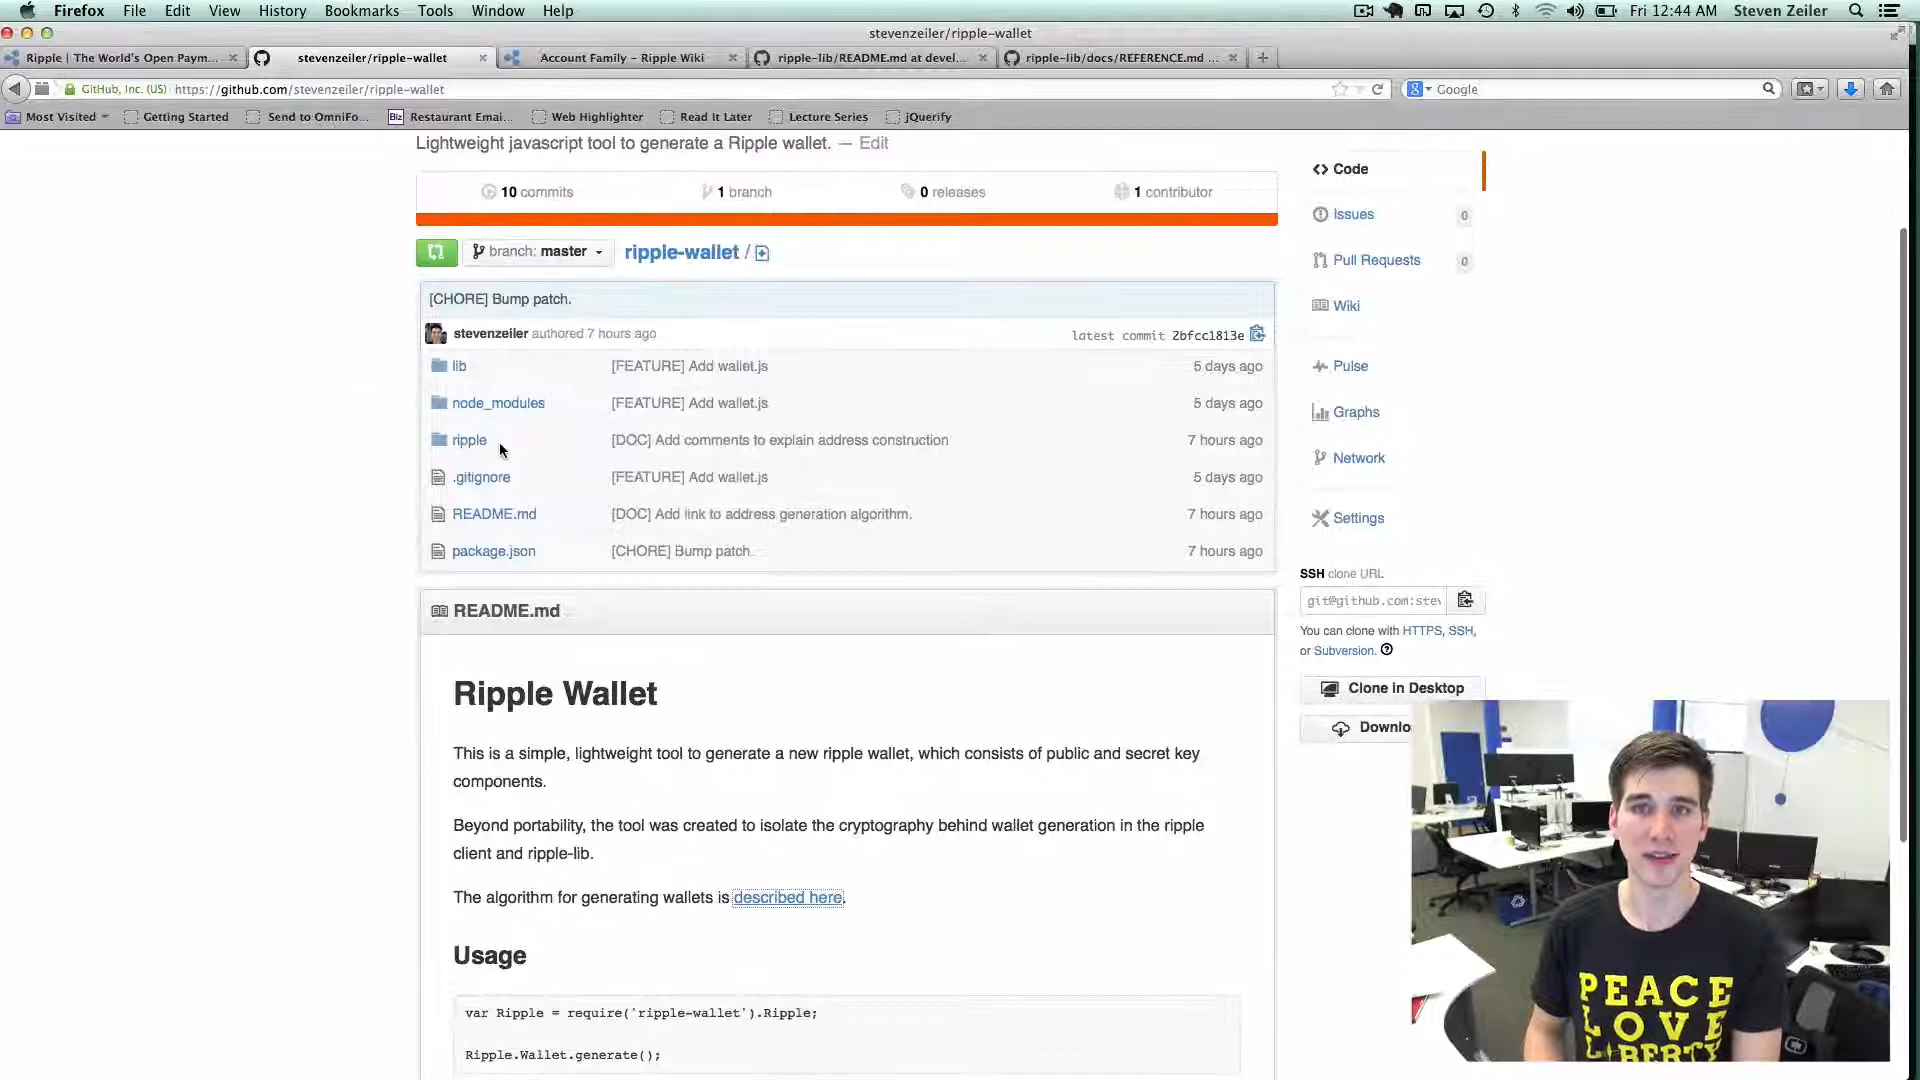 Firefox File Edit View History Bookmarks Tools Window Help Fri 12:44 AM Steven Zeiler
stevenzeiler/ripple-wallet
Ripple | The World's Open Paym... stevenzeiler/ripple-wallet Account Family – Ripple Wiki ripple-lib/README.md at devel... ripple-lib/docs/REFERENCE.md ...
GitHub, Inc. (US) https://github.com/stevenzeiler/ripple-wallet Google
Most Visited Getting Started Send to OmniFo... Biz Restaurant Emai... Web Highlighter Read It Later Lecture Series jQuerify
Lightweight javascript tool to generate a Ripple wallet. — Edit
10 commits 1 branch 0 releases 1 contributor
branch: master ripple-wallet /
[CHORE] Bump patch.
stevenzeiler authored 7 hours ago latest commit 2bfcc1813e
lib [FEATURE] Add wallet.js 5 days ago
node_modules [FEATURE] Add wallet.js 5 days ago
ripple [DOC] Add comments to explain address construction 7 hours ago
.gitignore [FEATURE] Add wallet.js 5 days ago
README.md [DOC] Add link to address generation algorithm. 7 hours ago
package.json [CHORE] Bump patch. 7 hours ago
README.md
Ripple Wallet
This is a simple, lightweight tool to generate a new ripple wallet, which consists of public and secret key
components.
Beyond portability, the tool was created to isolate the cryptography behind wallet generation in the ripple
client and ripple-lib.
The algorithm for generating wallets is described here.
Usage
var Ripple = require('ripple-wallet').Ripple;
Ripple.Wallet.generate();
Code
Issues 0
Pull Requests 0
Wiki
Pulse
Graphs
Network
Settings
SSH clone URL
git@github.com:stev
You can clone with HTTPS, SSH,
or Subversion.
Clone in Desktop
Downlo
PEACE
LOVE
LIBERTY